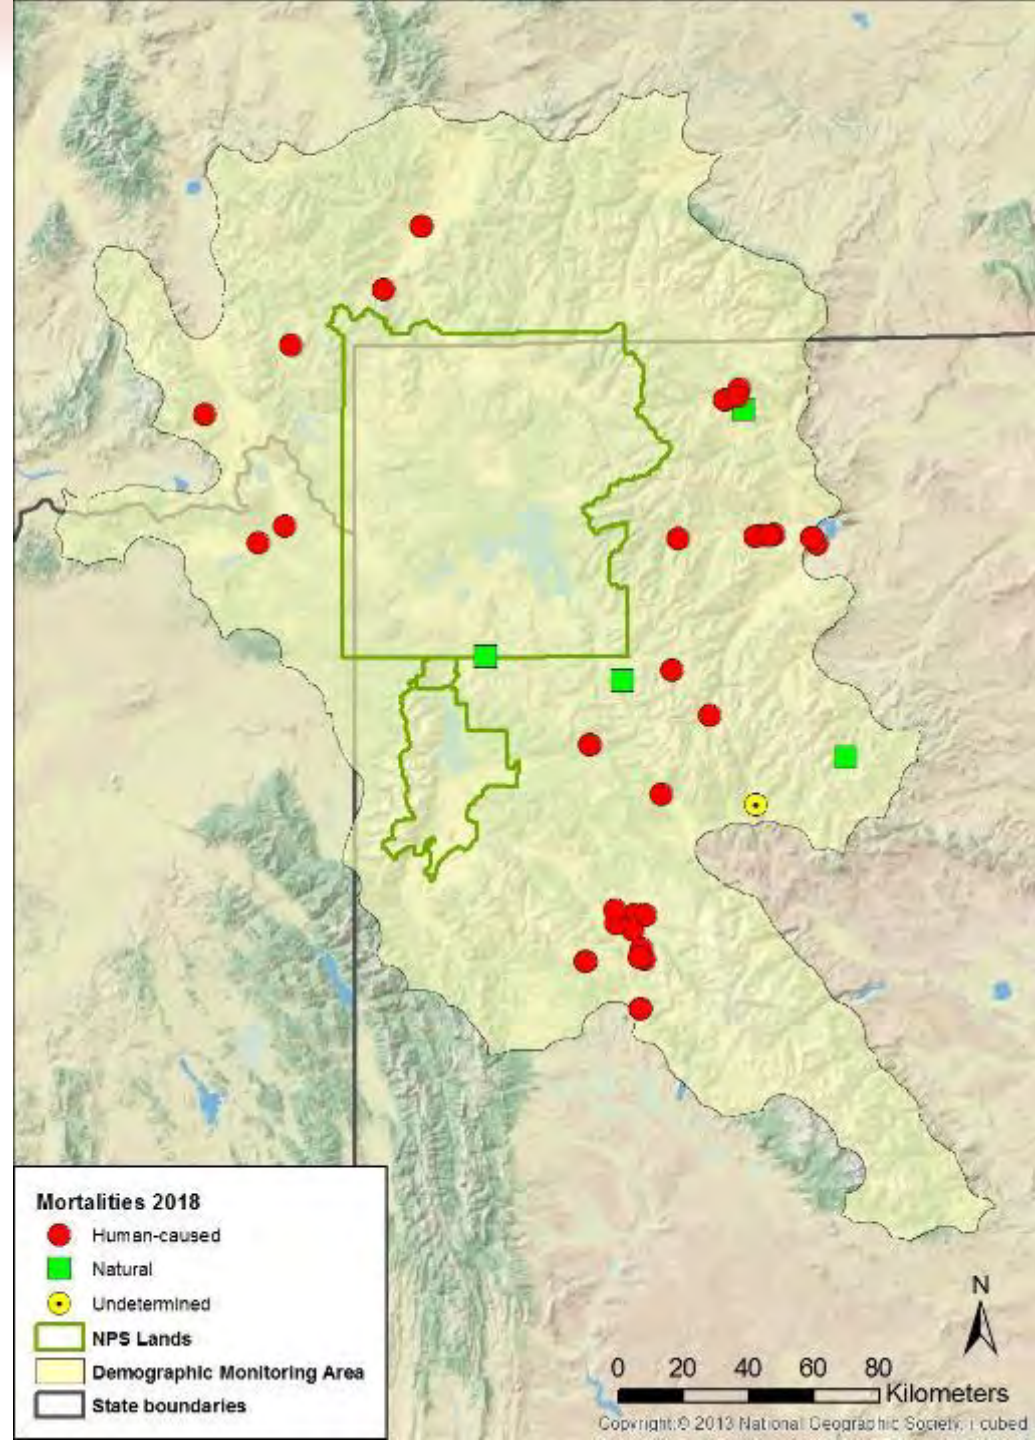 N
0 20 40 60 80
Kilometers
Copyright:© 2013 National Geographic Society, i cubed
Mortalities 2018
Human-caused
Natural
Undetermined
NPS Lands
Demographic Monitoring Area
State boundaries